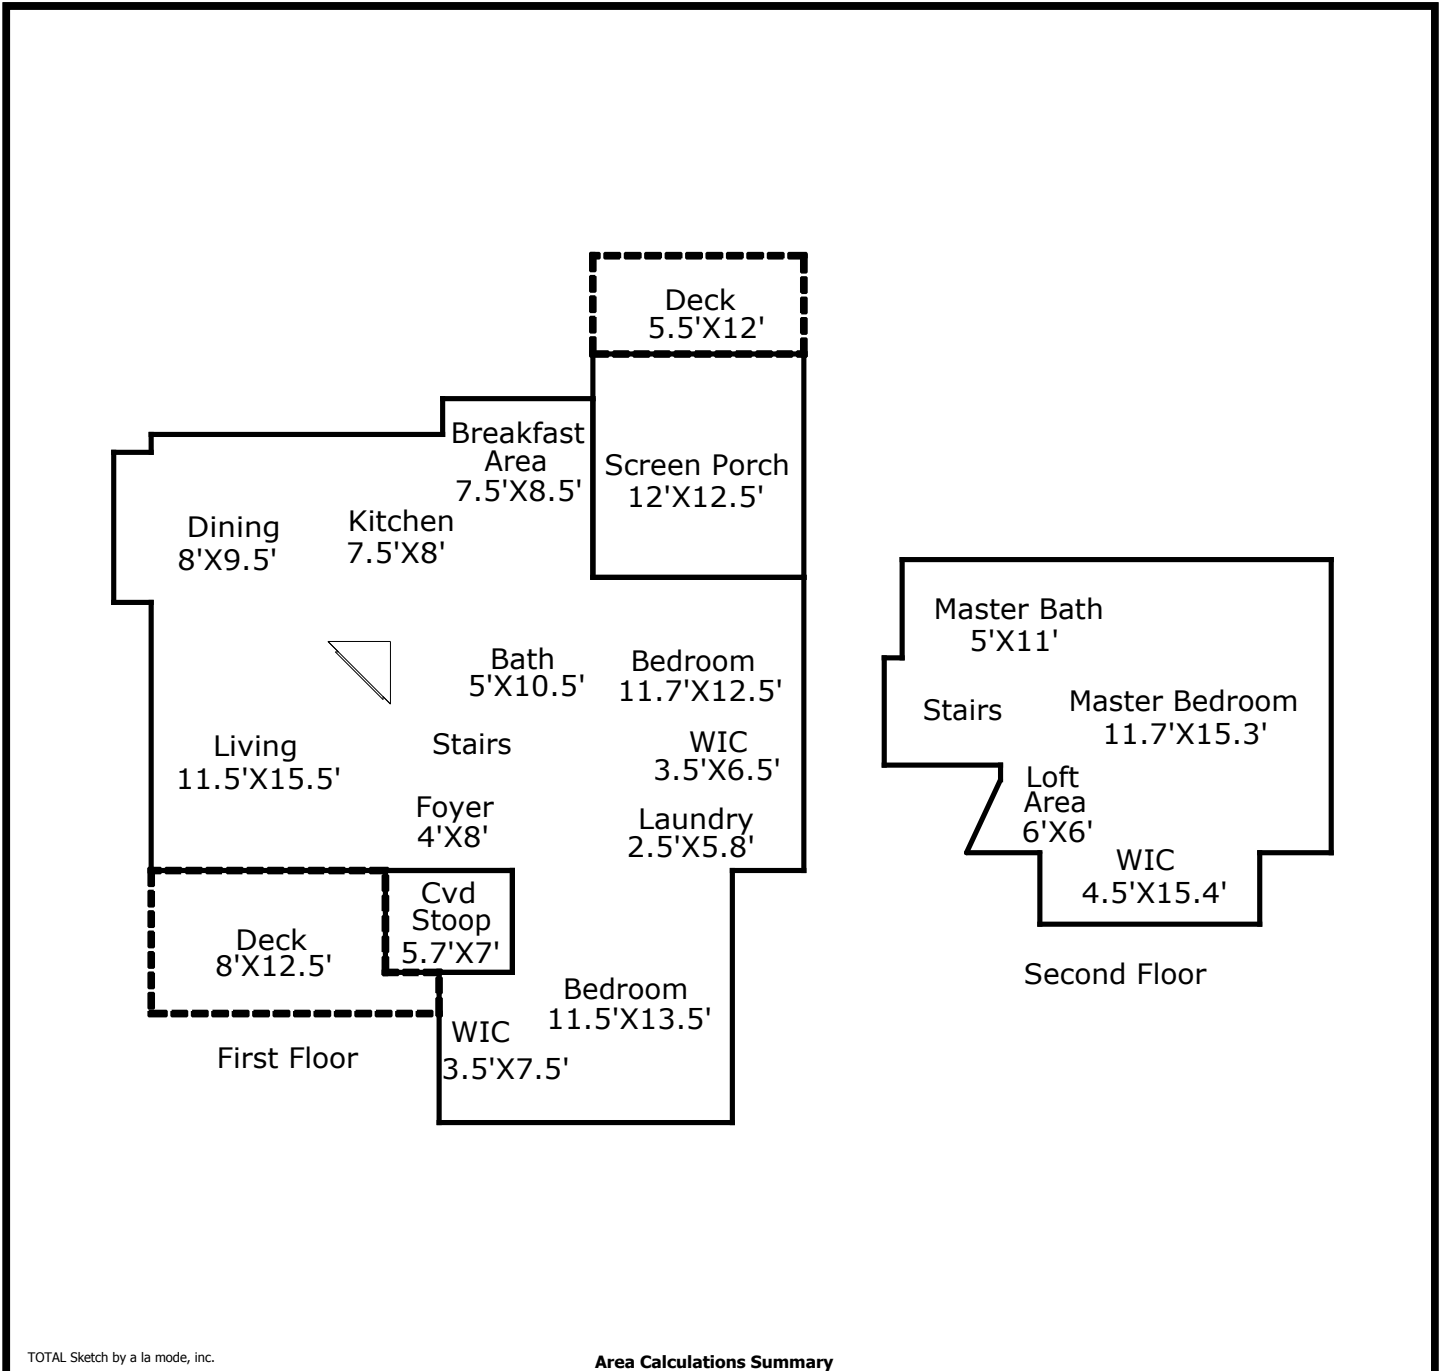 Deck
5.5'X12'
Breakfast
Area
7.5'X8.5'
Screen Porch
12'X12.5'
Dining
8'X9.5'
Kitchen
7.5'X8'
Bath
5'X10.5'
Bedroom
11.7'X12.5'
Living
11.5'X15.5'
Stairs
WIC
3.5'X6.5'
Foyer
4'X8'
Laundry
2.5'X5.8'
Cvd
Stoop
5.7'X7'
Deck
8'X12.5'
Bedroom
11.5'X13.5'
WIC
3.5'X7.5'
First Floor
Master Bath
5'X11'
Stairs
Master Bedroom
11.7'X15.3'
Loft
Area
6'X6'
WIC
4.5'X15.4'
Second Floor
TOTAL Sketch by a la mode, inc.
Area Calculations Summary